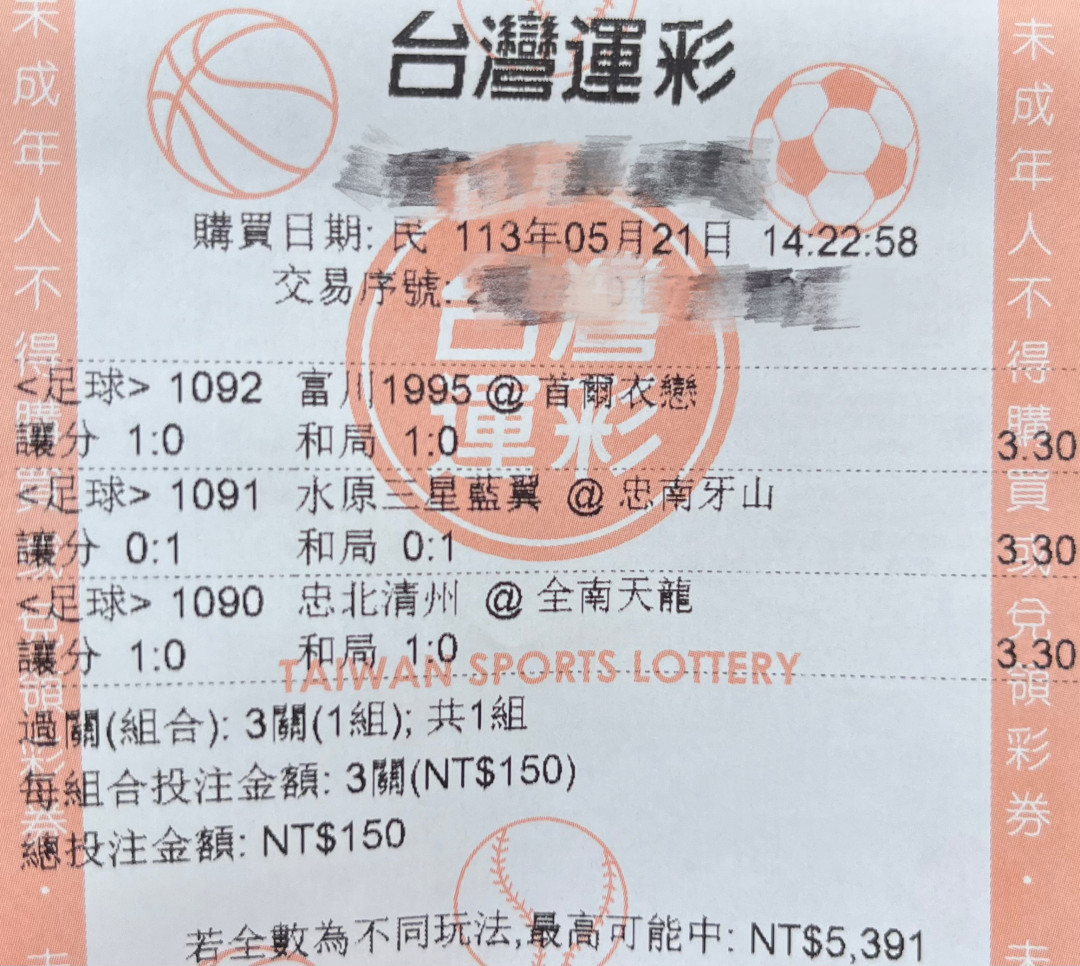 台灣運彩
購買日期: 民 113年05月21日 14:22:58
交易序號:
台灣
運彩
<足球> 1092 富川1995 @ 首爾衣戀
讓分 1:0 和局 1:0 3.30
<足球> 1091 水原三星藍翼 @ 忠南牙山
讓分 0:1 和局 0:1 3.30
<足球> 1090 忠北清州 @ 全南天龍
讓分 1:0 和局 1:0 3.30
TAIWAN SPORTS LOTTERY
過關(組合): 3關(1組); 共1組
每組合投注金額: 3關(NT$150)
總投注金額: NT$150
若全數為不同玩法,最高可能中: NT$5,391
未成年人不得購買或兌領彩券・未
未成年人不得購買或兌領彩券・未